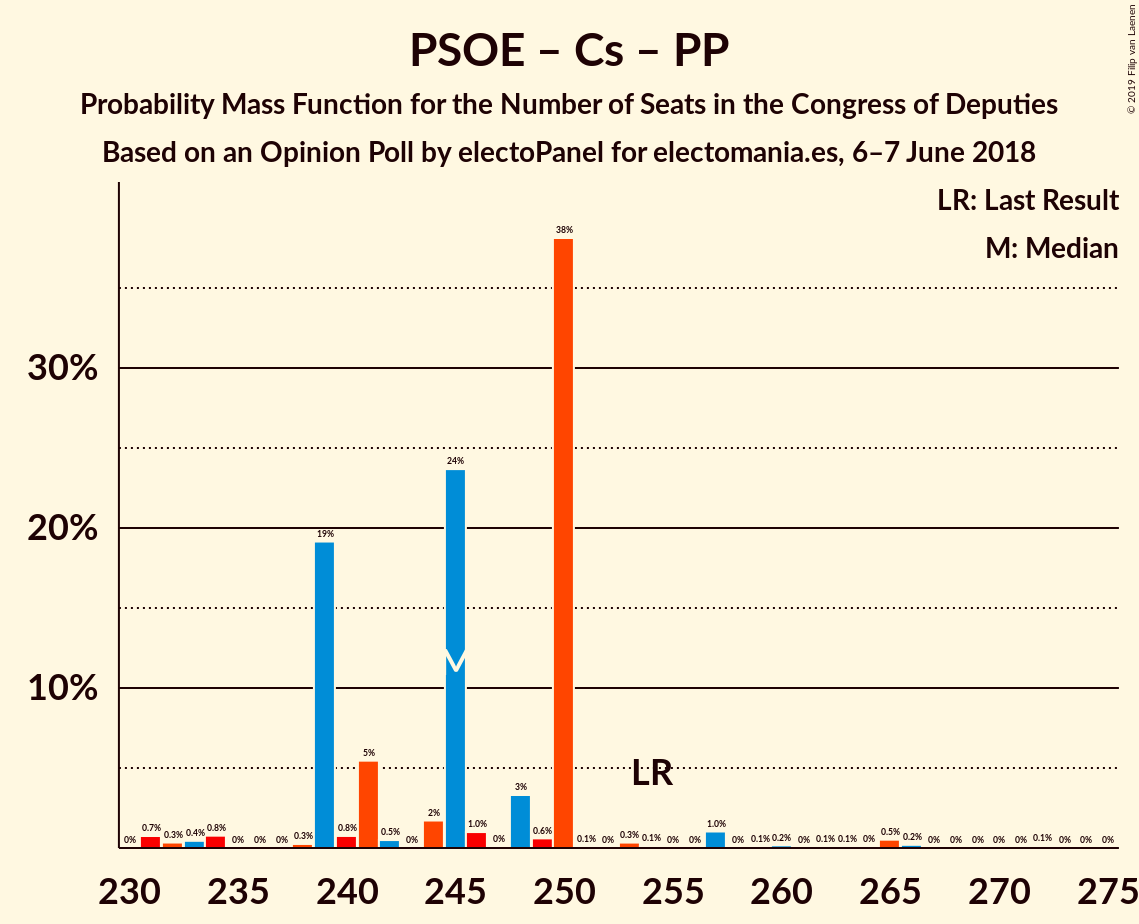 PSOE – Cs – PP
Probability Mass Function for the Number of Seats in the Congress of Deputies
Based on an Opinion Poll by electoPanel for electomania.es, 6–7 June 2018
© 2019 Filip van Laenen
LR: Last Result
M: Median
38%
30%
24%
20%
19%
10%
5%
LR
3%
2%
0% 0.7% 0.3% 0.4% 0.8% 0% 0% 0% 0.3% 0.8% 0.5% 0% 1.0% 0% 0.6% 0.1% 0% 0.3% 0.1% 0% 0% 1.0% 0% 0.1% 0.2% 0% 0.1% 0.1% 0% 0.5% 0.2% 0% 0% 0% 0% 0% 0.1% 0% 0% 0%
230 235 240 245 250 255 260 265 270 275